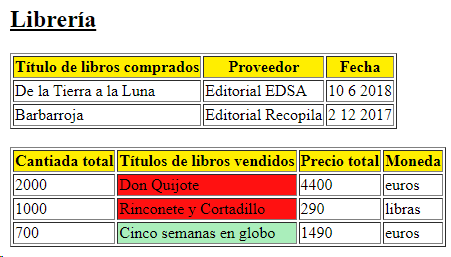 Librería
Título de libros comprados Proveedor Fecha
De la Tierra a la Luna Editorial EDSA 10 6 2018
Barbarroja Editorial Recopila 2 12 2017
Cantiada total Títulos de libros vendidos Precio total Moneda
2000 Don Quijote 4400 euros
1000 Rinconete y Cortadillo 290 libras
700 Cinco semanas en globo 1490 euros